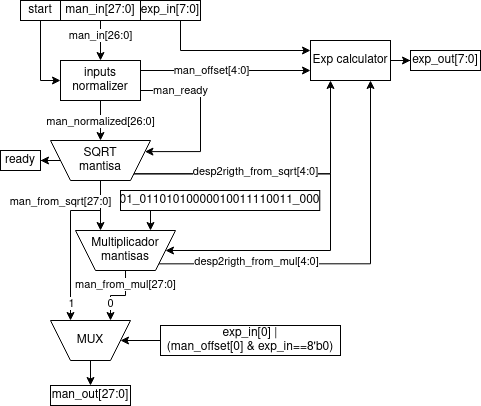 start
man_in[27:0]
exp_in[7:0]
man_in[26:0]
inputs
normalizer
man_offset[4:0]
man_ready
Exp calculator
exp_out[7:0]
man_normalized[26:0]
SQRT
mantisa
ready
desp2rigth_from_sqrt[4:0]
man_from_sqrt[27:0]
01_01101010000010011110011_000
Multiplicador
mantisas
desp2rigth_from_mul[4:0]
man_from_mul[27:0]
1
0
MUX
exp_in[0] |
(man_offset[0] & exp_in==8'b0)
man_out[27:0]